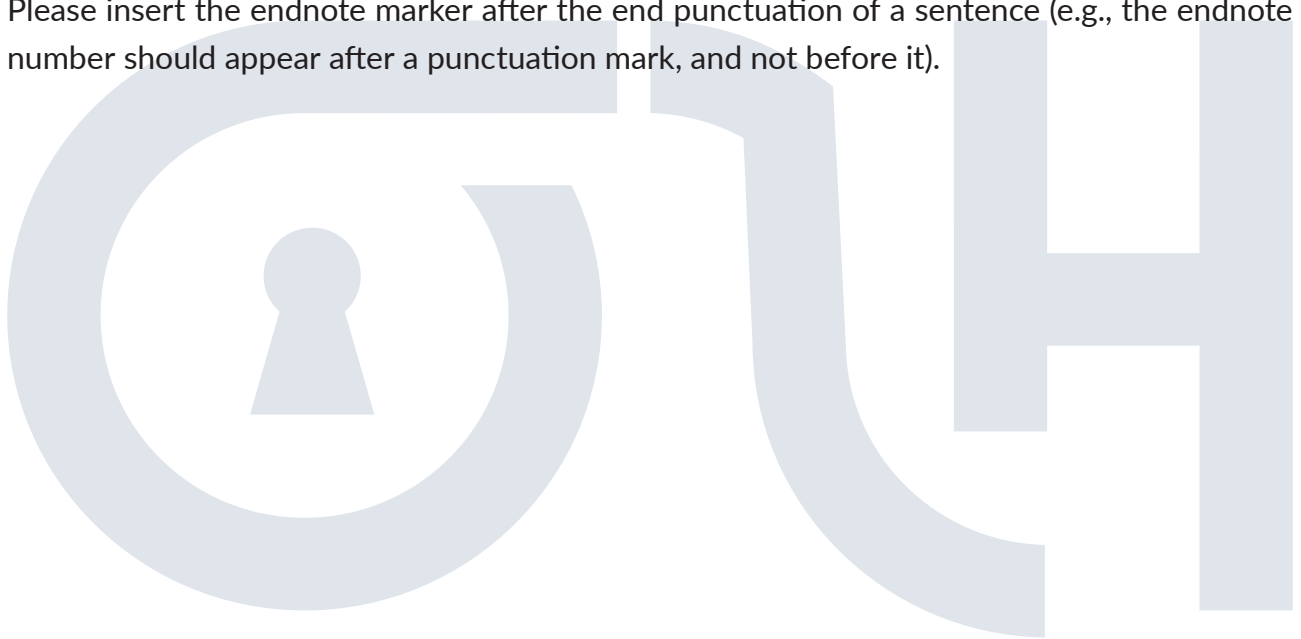 Please insert the endnote marker after the end punctuation of a sentence (e.g., the endnote
number should appear after a punctuation mark, and not before it).